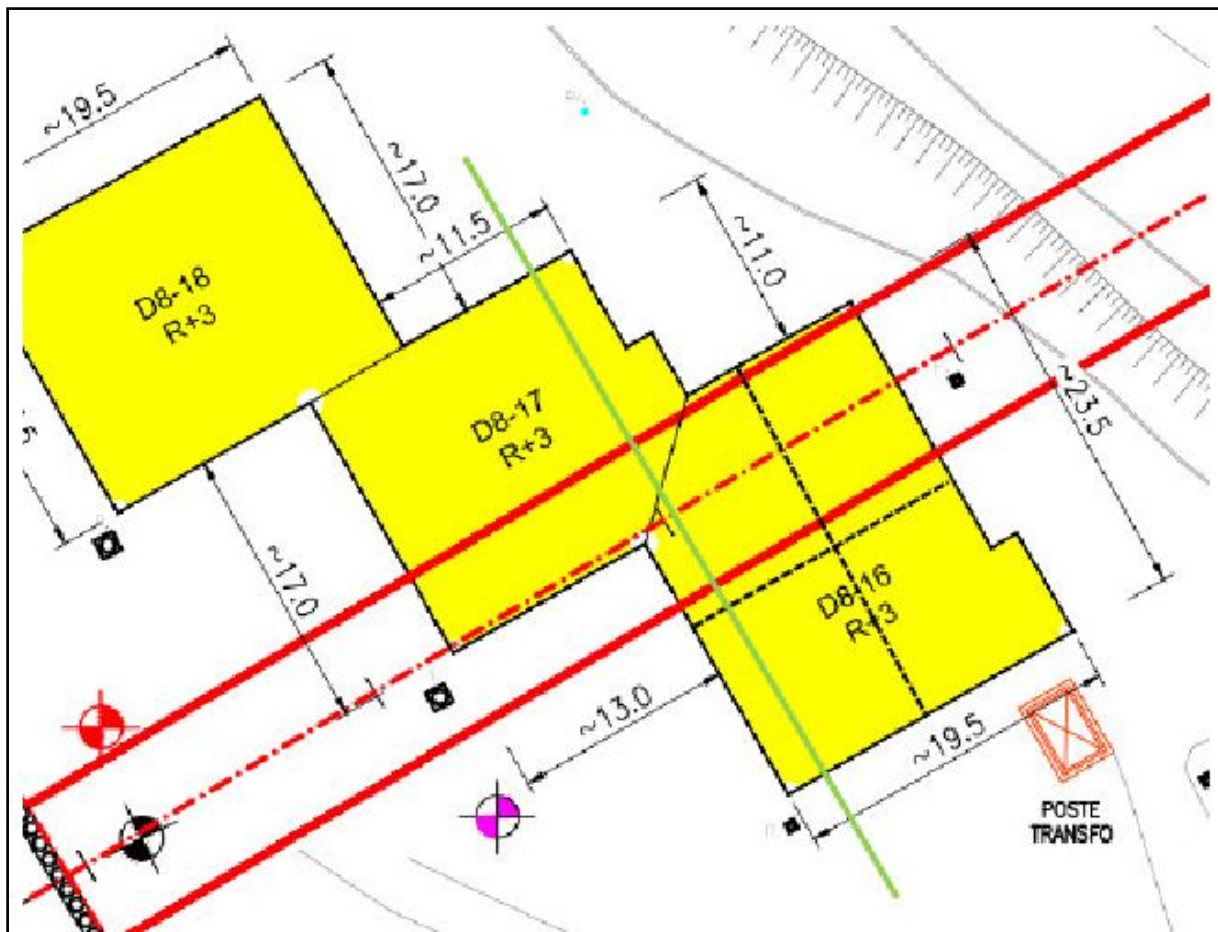 ~19.5
~17.0
~11.5
~11.0
D8-18
R+3
D8-17
R+3
~23.5
~17.0
D8-16
R+3
~13.0
~19.5
POSTE
TRANSFO